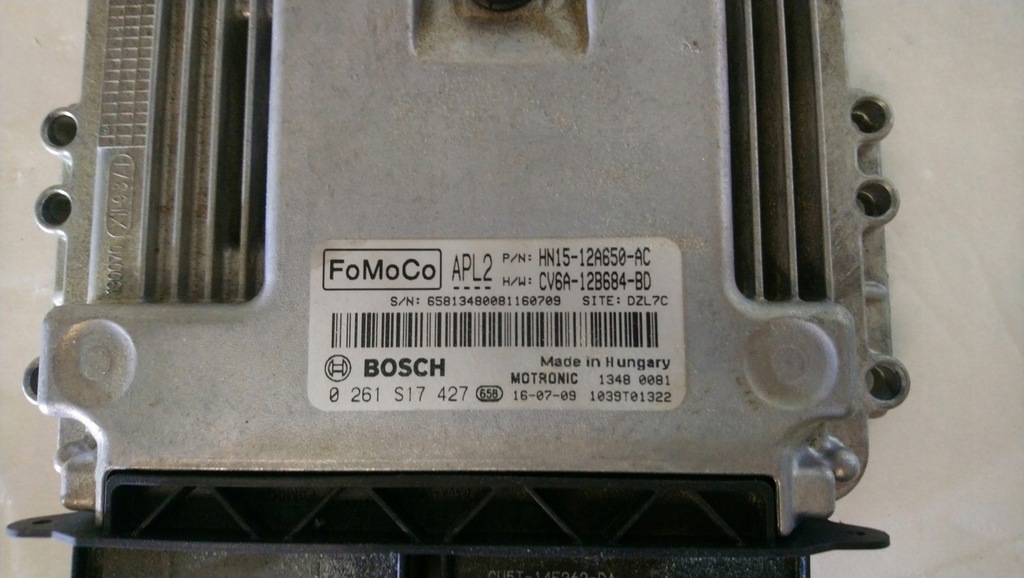 FoMoCo APL2 P/N: HN15-12A650-AC
H/W: CV6A-12B684-BD
S/N: 65813480081160709 SITE: DZL7C
BOSCH Made in Hungary
MOTRONIC 1348 0081
0 261 S17 427 658 16-07-09 1039T01322